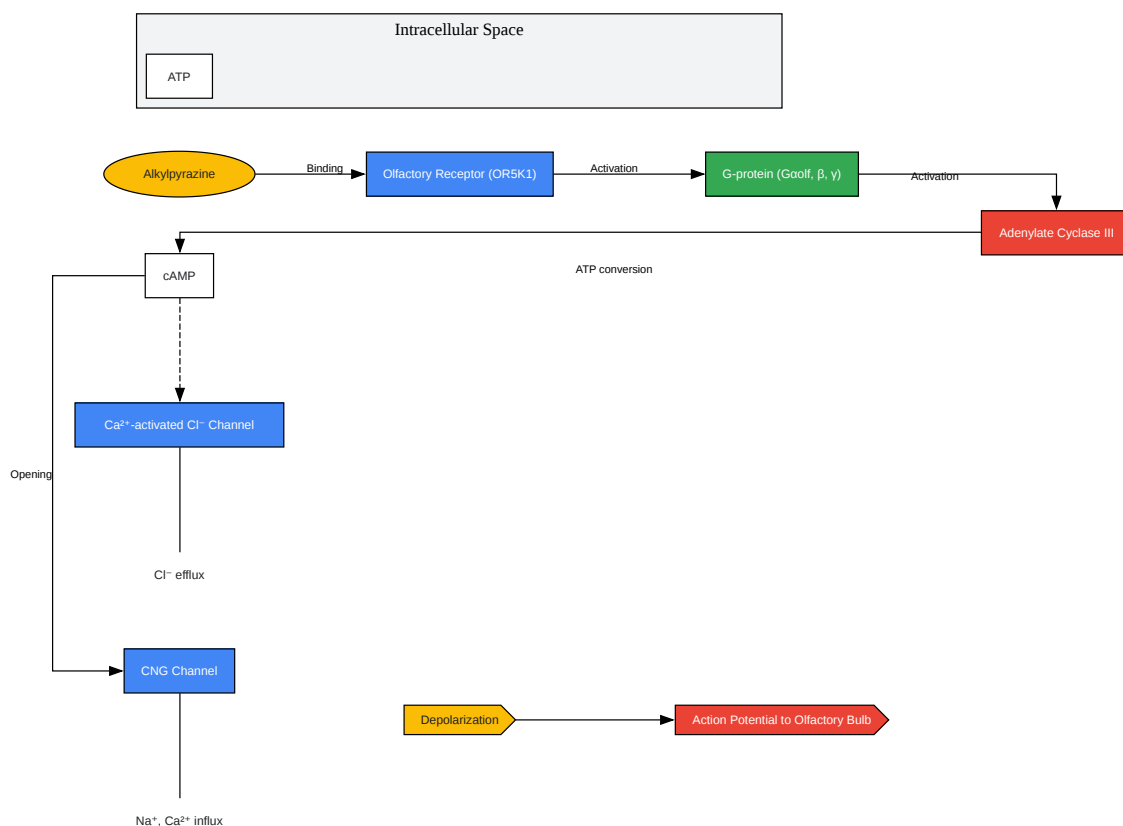 Intracellular Space
ATP
Alkylpyrazine
Binding
Olfactory Receptor (OR5K1)
Activation
G-protein (Gαolf, β, γ)
Activation
Adenylate Cyclase III
ATP conversion
cAMP
Ca²⁺-activated Cl⁻ Channel
Opening
Cl⁻ efflux
CNG Channel
Depolarization
Action Potential to Olfactory Bulb
Na⁺, Ca²⁺ influx